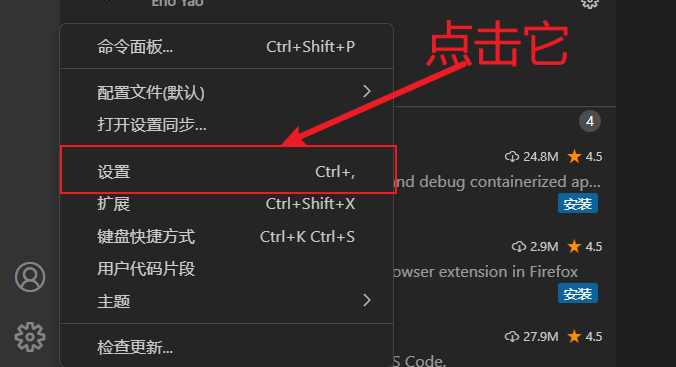 Eno Yao
点击它
命令面板... Ctrl+Shift+P
配置文件(默认)
打开设置同步...
4
设置 Ctrl+,
24.8M 4.5
and debug containerized ap...
扩展 Ctrl+Shift+X
安装
键盘快捷方式 Ctrl+K Ctrl+S
2.9M 4.5
用户代码片段
owser extension in Firefox
主题
安装
27.9M 4.5
检查更新...
S Code.